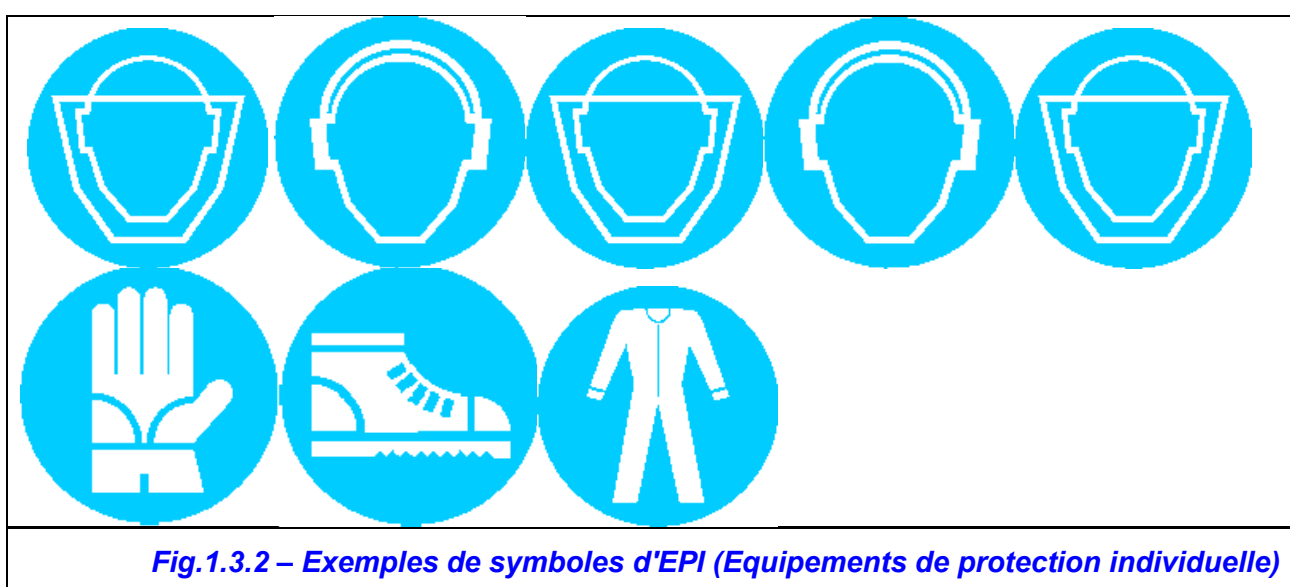 Fig.1.3.2 – Exemples de symboles d'EPI (Equipements de protection individuelle)